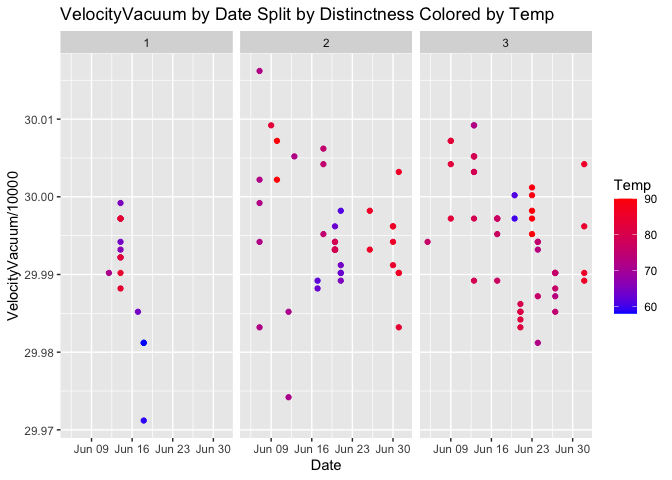 VelocityVacuum by Date Split by Distinctness Colored by Temp
1 2 3
30.01
30.00
29.99
29.98
29.97
VelocityVacuum/10000
Jun 09 Jun 16 Jun 23 Jun 30 Jun 09 Jun 16 Jun 23 Jun 30 Jun 09 Jun 16 Jun 23 Jun 30
Date
Temp
90
80
70
60